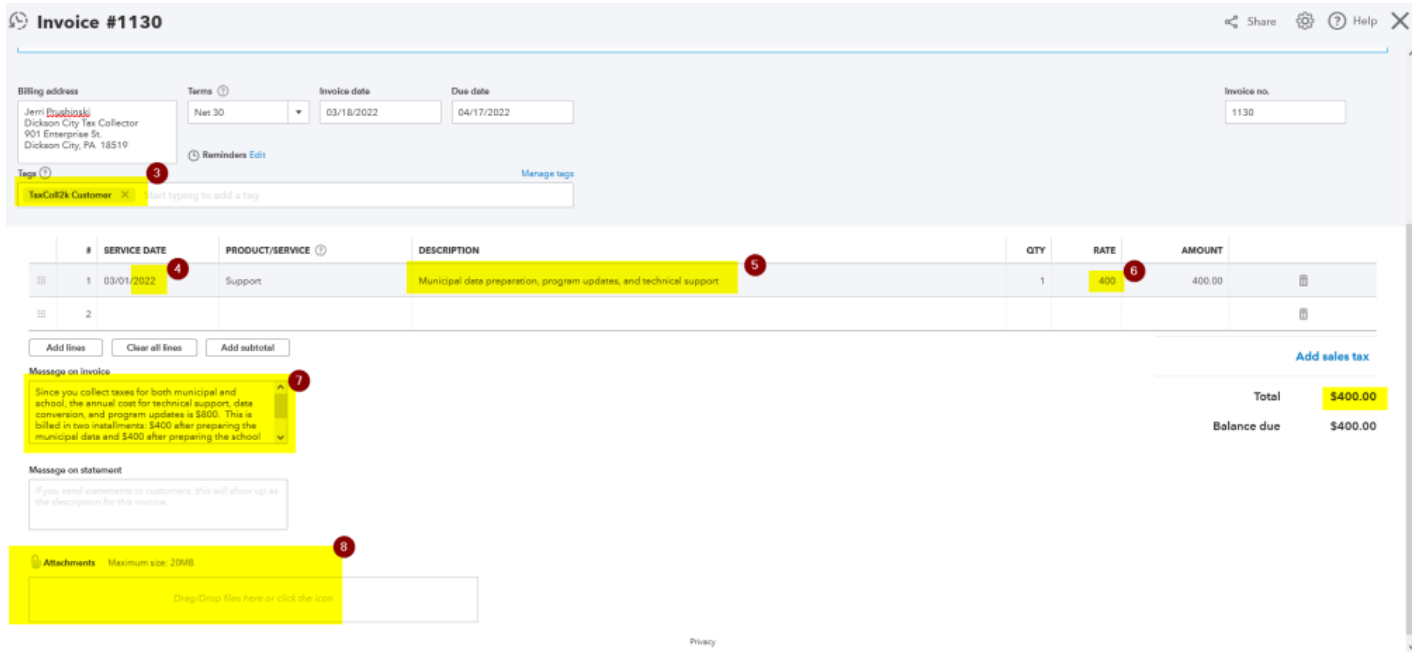 Invoice #1130
Share
Help
Billing address
Terms
Invoice date
Due date
Invoice no.
Jerri Prushinski
Dickson City Tax Collector
901 Enterprise St.
Dickson City, PA 18519
Net 30
03/18/2022
04/17/2022
1130
Reminders Edit
3
Tags
Manage tags
TaxColl2k Customer
Start typing to add a tag
# SERVICE DATE PRODUCT/SERVICE DESCRIPTION QTY RATE AMOUNT
4
5
6
1 03/01/2022 Support Municipal data preparation, program updates, and technical support 1 400 400.00
2
Add lines
Clear all lines
Add subtotal
Add sales tax
Message on invoice
7
Since you collect taxes for both municipal and
school, the annual cost for technical support, data
conversion, and program updates is $800. This is
billed in two installments: $400 after preparing the
municipal data and $400 after preparing the school
Total $400.00
Balance due $400.00
Message on statement
If you send statements to customers, this will show up as
the description for this invoice.
8
Attachments Maximum size: 20MB
Drag/Drop files here or click the icon
Privacy